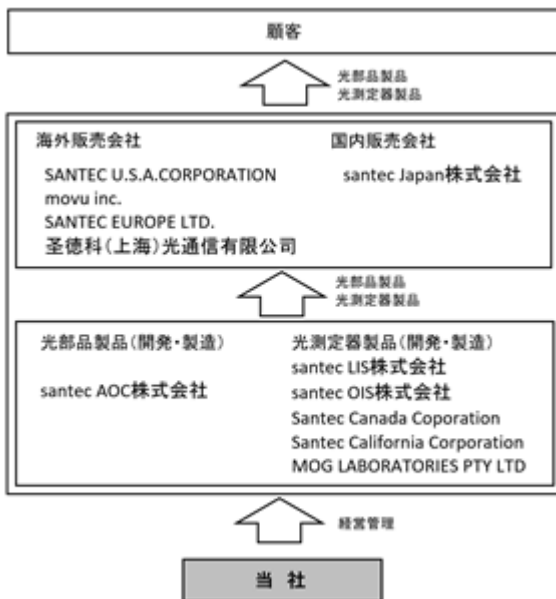 顧客
光部品製品
光測定器製品
海外販売会社
SANTEC U.S.A.CORPORATION
movu inc.
SANTEC EUROPE LTD.
圣德科(上海)光通信有限公司
国内販売会社
santec Japan株式会社
光部品製品
光測定器製品
光部品製品(開発・製造)
santec AOC株式会社
光測定器製品(開発・製造)
santec LIS株式会社
santec OIS株式会社
Santec Canada Coporation
Santec California Corporation
MOG LABORATORIES PTY LTD
経営管理
当 社